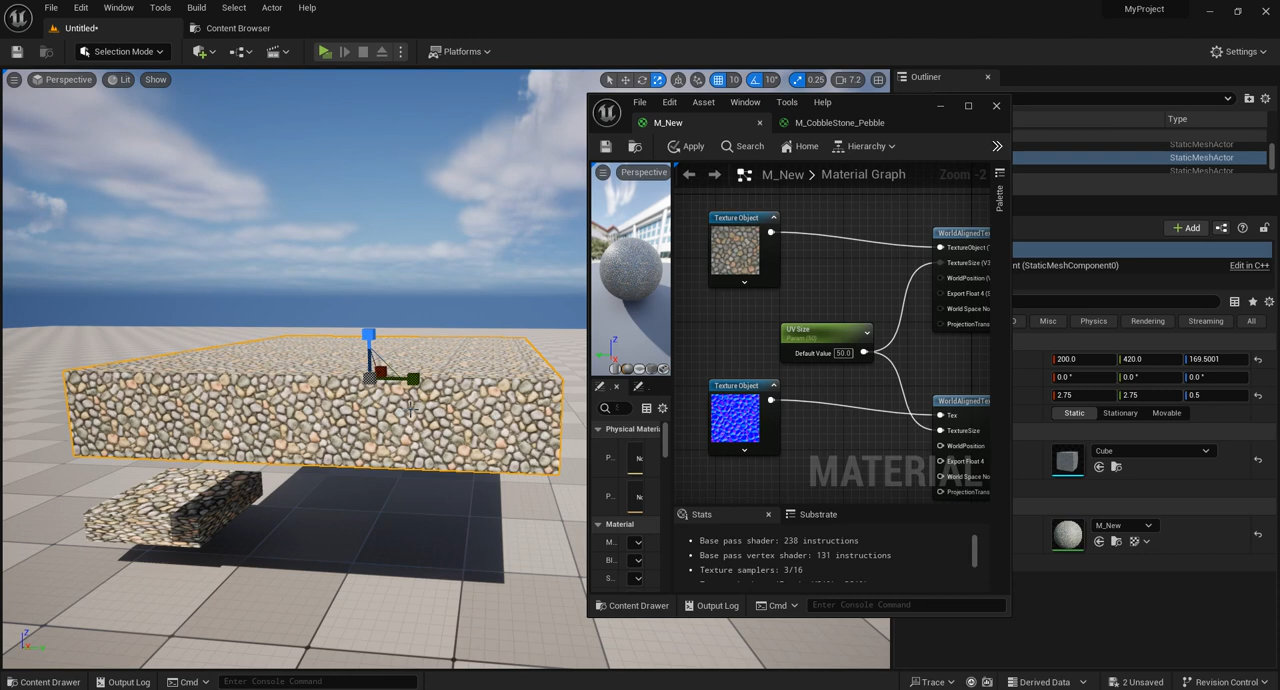 File Edit Window Tools Build Select Actor Help
MyProject
Untitled*
Content Browser
Selection Mode
Platforms
Settings
Perspective
Lit
Show
10
10°
0.25
7.2
Outliner
File Edit Asset Window Tools Help
M_New
M_CobbleStone_Pebble
Apply
Search
Home
Hierarchy
Perspective
M_New > Material Graph
Zoom -2
Palette
Texture Object
WorldAlignedTex
TextureObject (
TextureSize (V3
WorldPosition (
Export Float 4 (
World Space No
ProjectionTrans
UV Size
Param (50)
Default Value 50.0
Texture Object
WorldAlignedTex
Tex
TextureSize
WorldPosition
Export Float 4
World Space No
ProjectionTrans
MATERIAL
Physical Materi
P...
P...
Material
M...
Bl...
S...
Stats
Substrate
Base pass shader: 238 instructions
Base pass vertex shader: 131 instructions
Texture samplers: 3/16
Content Drawer
Output Log
Cmd
Enter Console Command
Type
StaticMeshActor
StaticMeshActor
StaticMeshActor
Add
nt (StaticMeshComponent0)
Edit in C++
Misc
Physics
Rendering
Streaming
All
200.0 420.0 169.5001
0.0° 0.0° 0.0°
2.75 2.75 0.5
Static
Stationary
Movable
Cube
M_New
Content Drawer
Output Log
Cmd
Enter Console Command
Trace
Derived Data
2 Unsaved
Revision Control